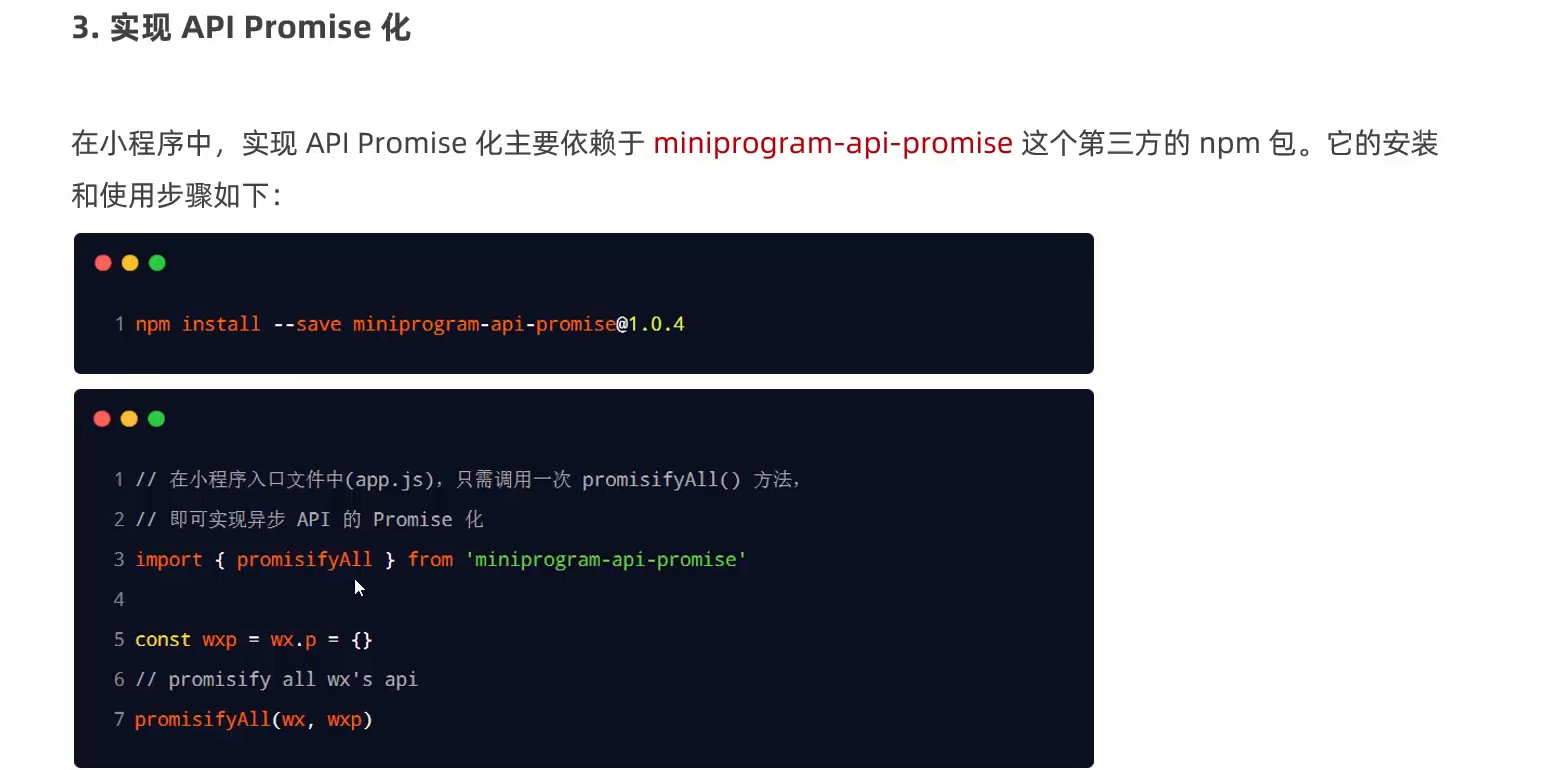 3. 实现 API Promise 化
在小程序中，实现 API Promise 化主要依赖于 miniprogram-api-promise 这个第三方的 npm 包。它的安装
和使用步骤如下：
1 npm install --save miniprogram-api-promise@1.0.4
1 // 在小程序入口文件中(app.js)，只需调用一次 promisifyAll() 方法，
2 // 即可实现异步 API 的 Promise 化
3 import { promisifyAll } from 'miniprogram-api-promise'
4
5 const wxp = wx.p = {}
6 // promisify all wx's api
7 promisifyAll(wx, wxp)